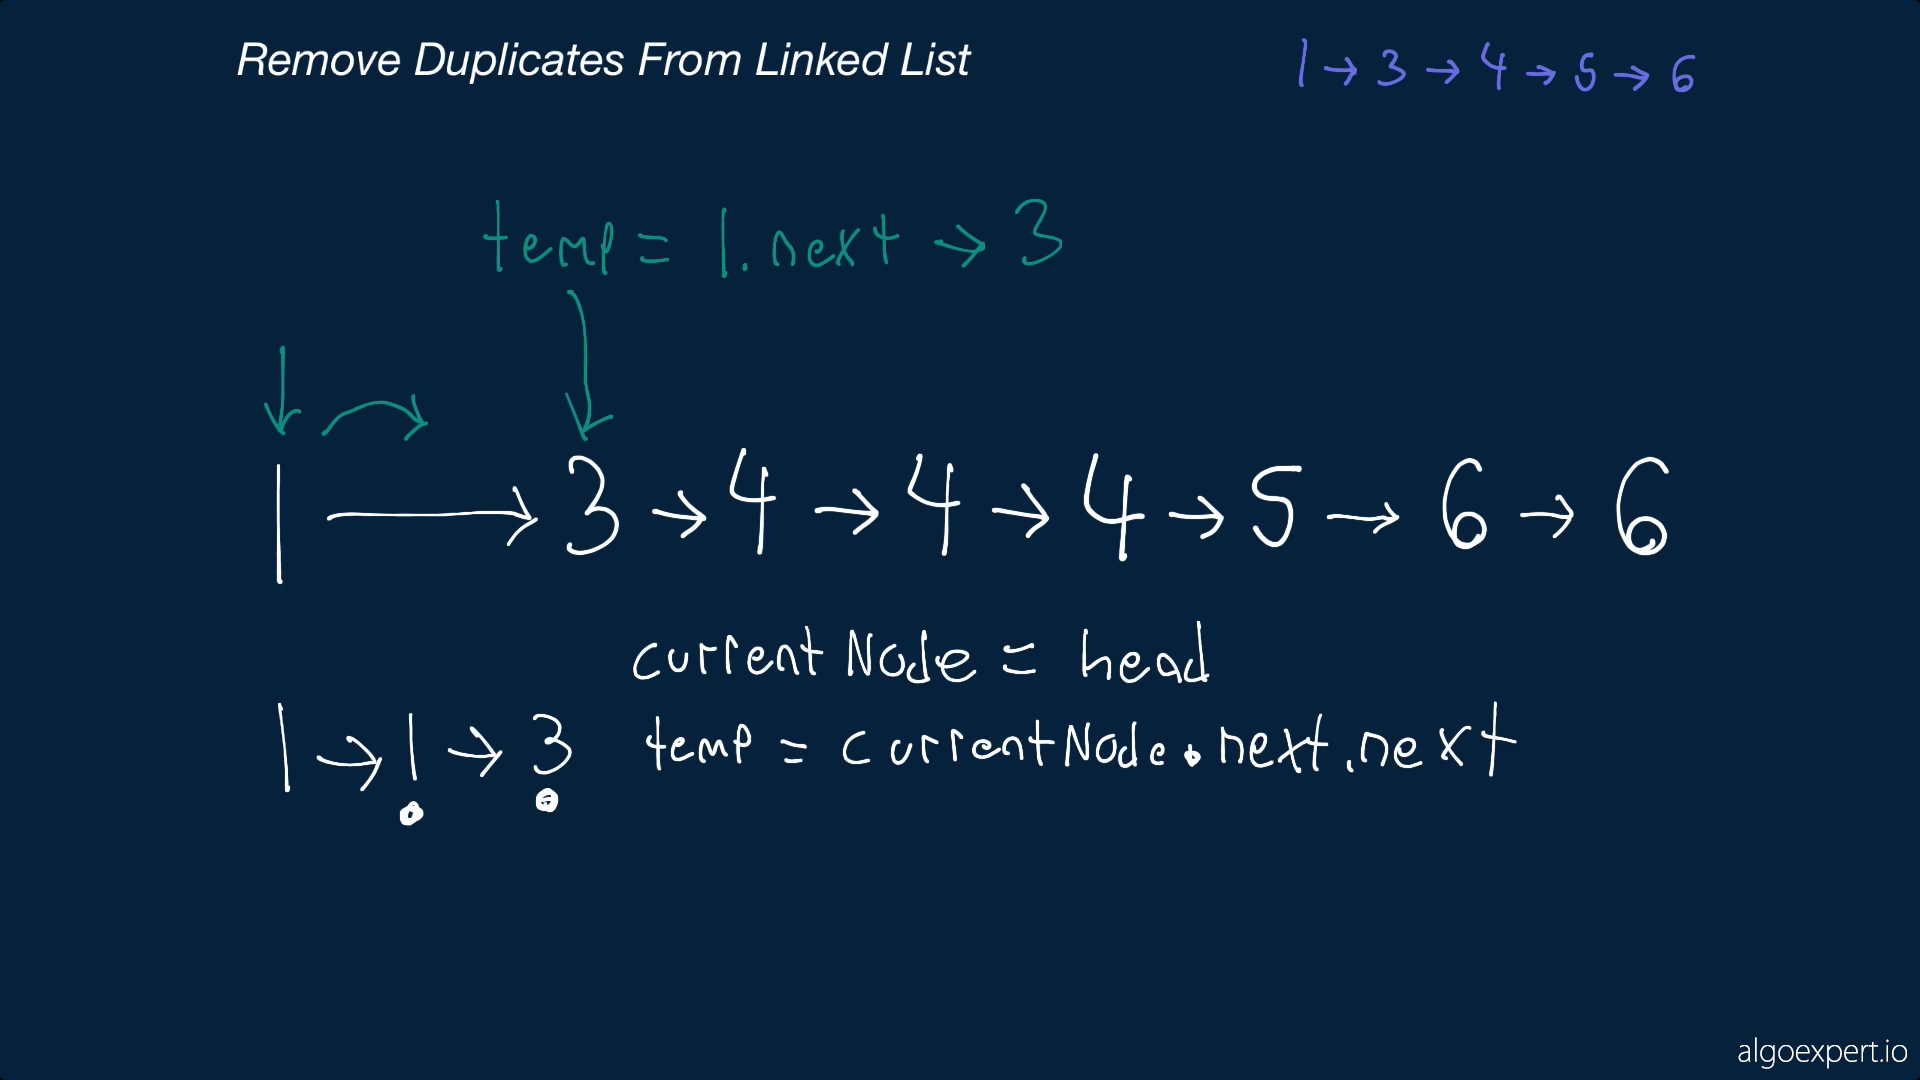 Remove Duplicates From Linked List
1 → 3 → 4 → 5 → 6
temp = 1.next → 3
1 → 3 → 4 → 4 → 4 → 5 → 6 → 6
currentNode = head
1 → 1 → 3
temp = currentNode.next.next
algoexpert.io